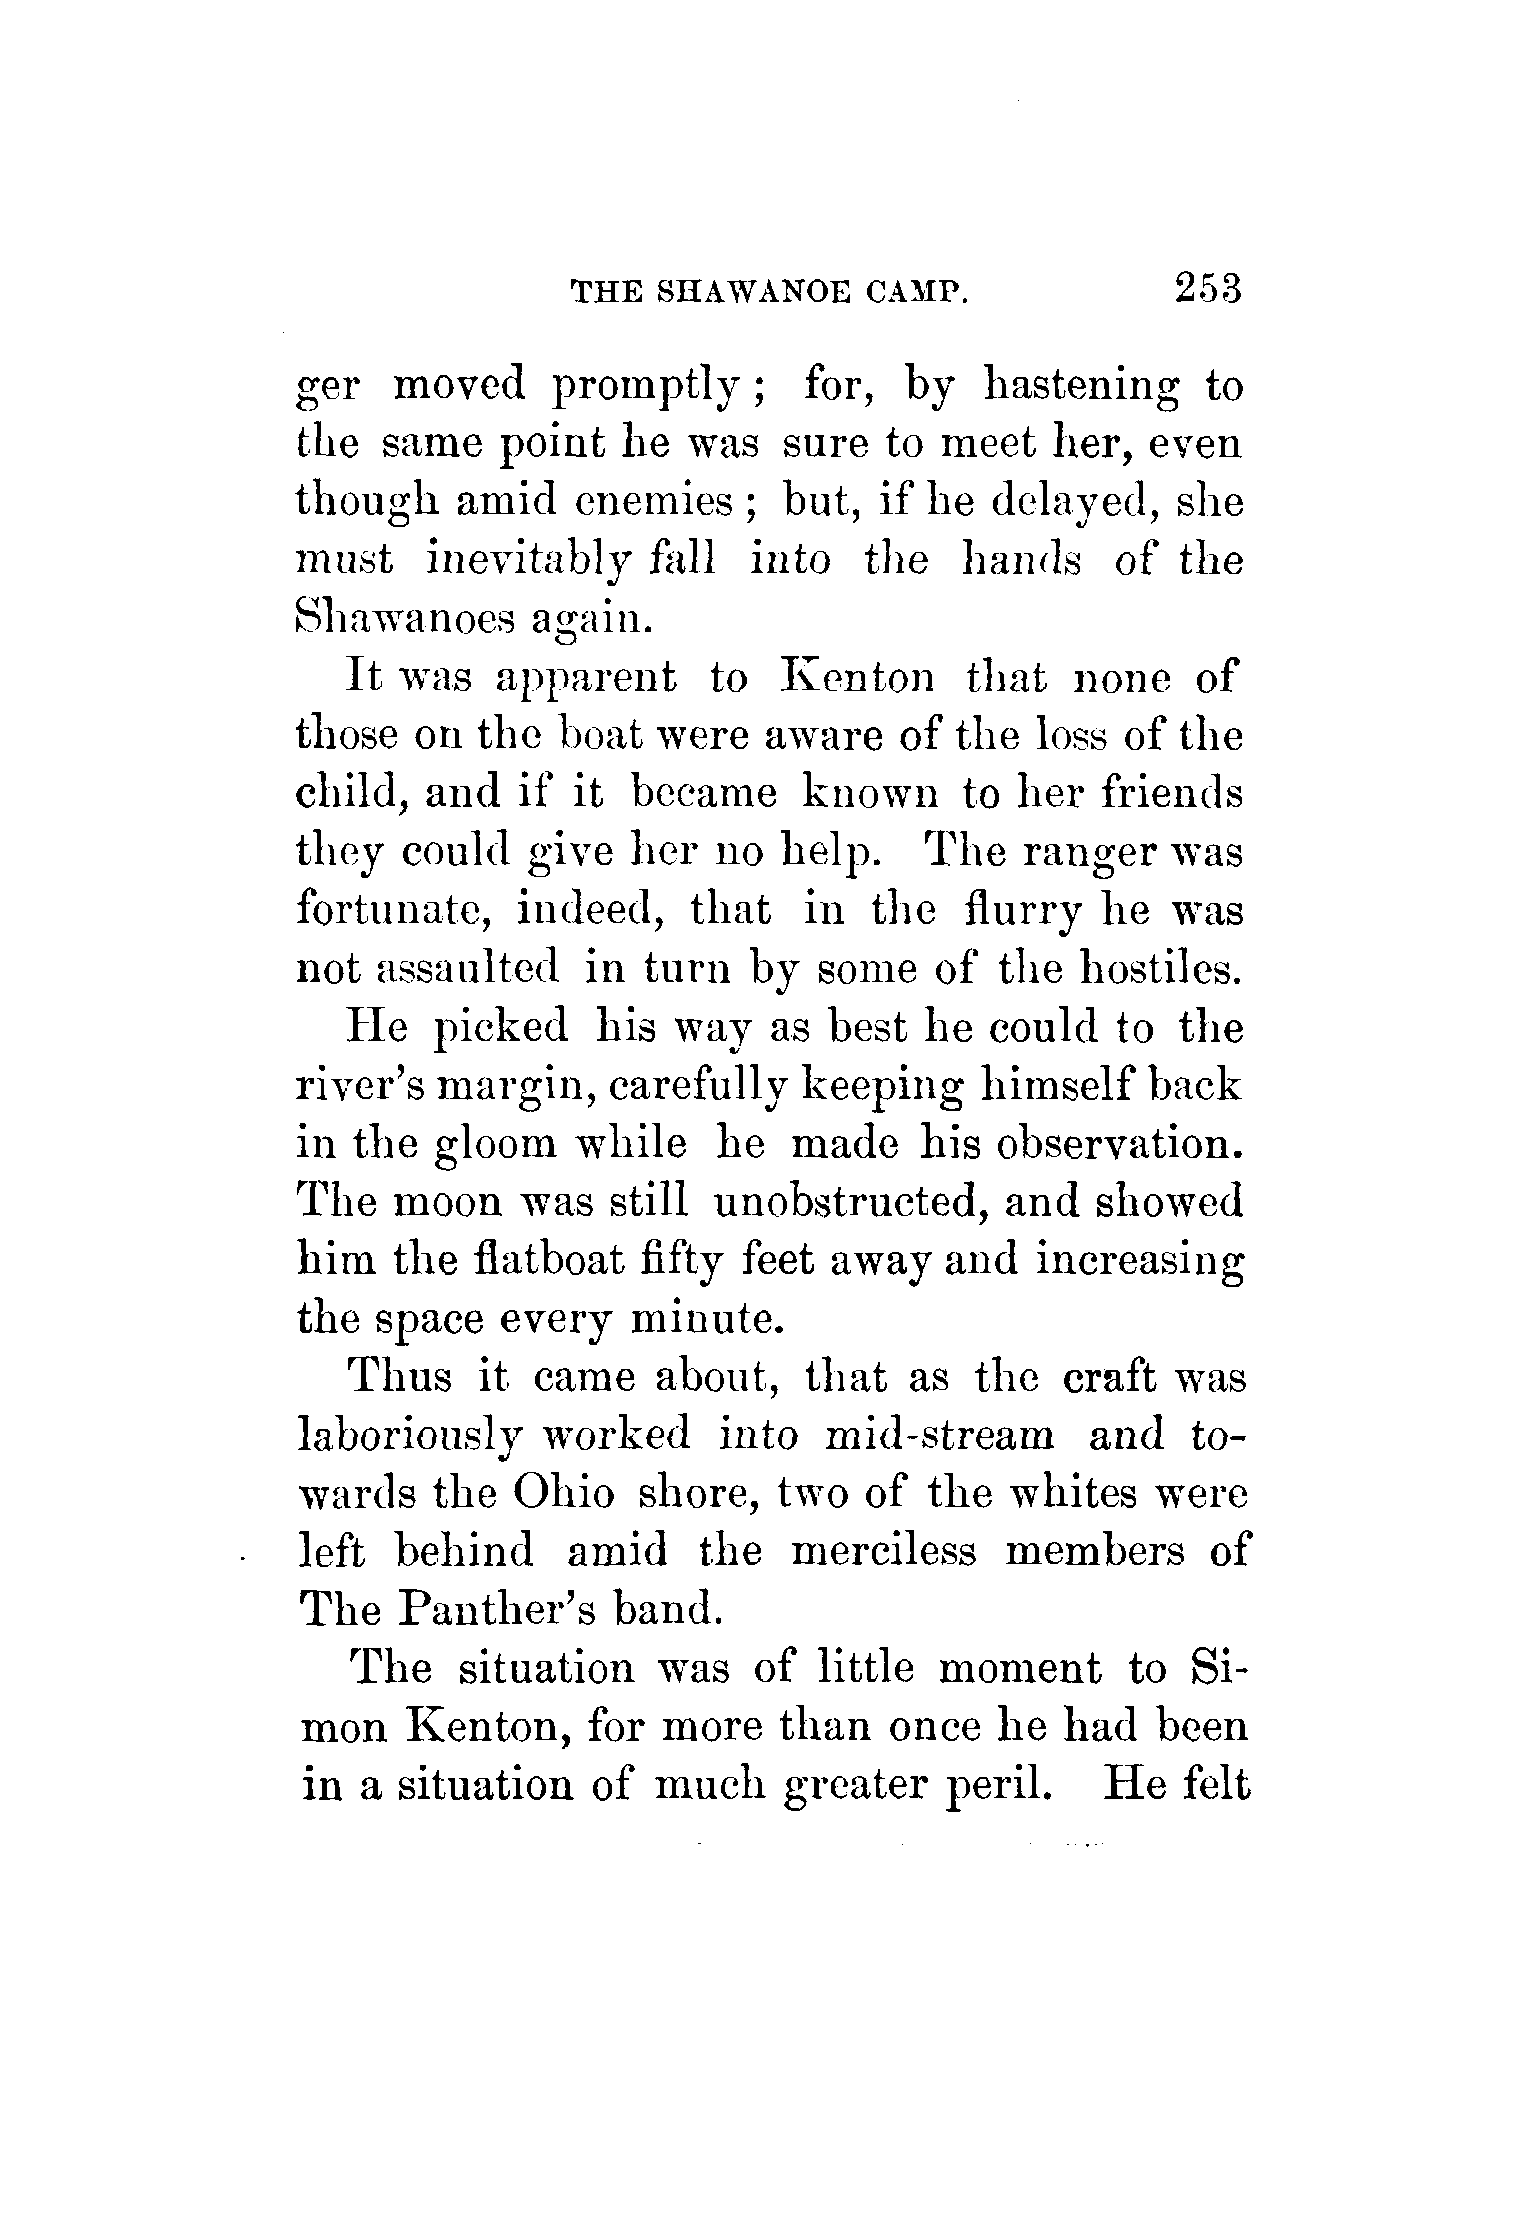 THE SHAWANOE CAMP. 253
ger moved promptly ; for, by hastening to
the same point he was sure to meet her, even
though amid enemies ; but, if he delayed, she
must inevitably fall into the hands of the
Shawanoes again.
It was apparent to Kenton that none of
those on the boat were aware of the loss of the
child, and if it became known to her friends
they could give her no help. The ranger was
fortunate, indeed, that in the flurry he was
not assaulted in turn by some of the hostiles.
He picked his way as best he could to the
river's margin, carefully keeping himself back
in the gloom while he made his observation.
The moon was still unobstructed, and showed
him the flatboat fifty feet away and increasing
the space every minute.
Thus it came about, that as the craft was
laboriously worked into mid-stream and to-
wards the Ohio shore, two of the whites were
left behind amid the merciless members of
The Panther's band.
The situation was of little moment to Si-
mon Kenton, for more than once he had been
in a situation of much greater peril. He felt